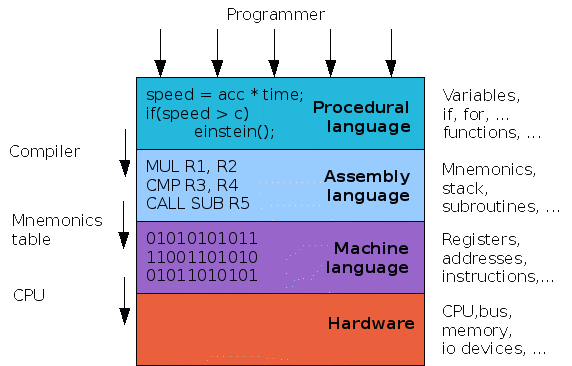 Programmer
speed = acc * time;
if(speed > c)
einstein();
Procedural
language
Variables,
if, for, ...
functions, ...
Compiler
MUL R1, R2
CMP R3, R4
CALL SUB R5
Assembly
language
Mnemonics,
stack,
subroutines, ...
Mnemonics
table
01010101011
11001101010
01011010101
Machine
language
Registers,
addresses,
instructions,...
CPU
Hardware
CPU,bus,
memory,
io devices, ...